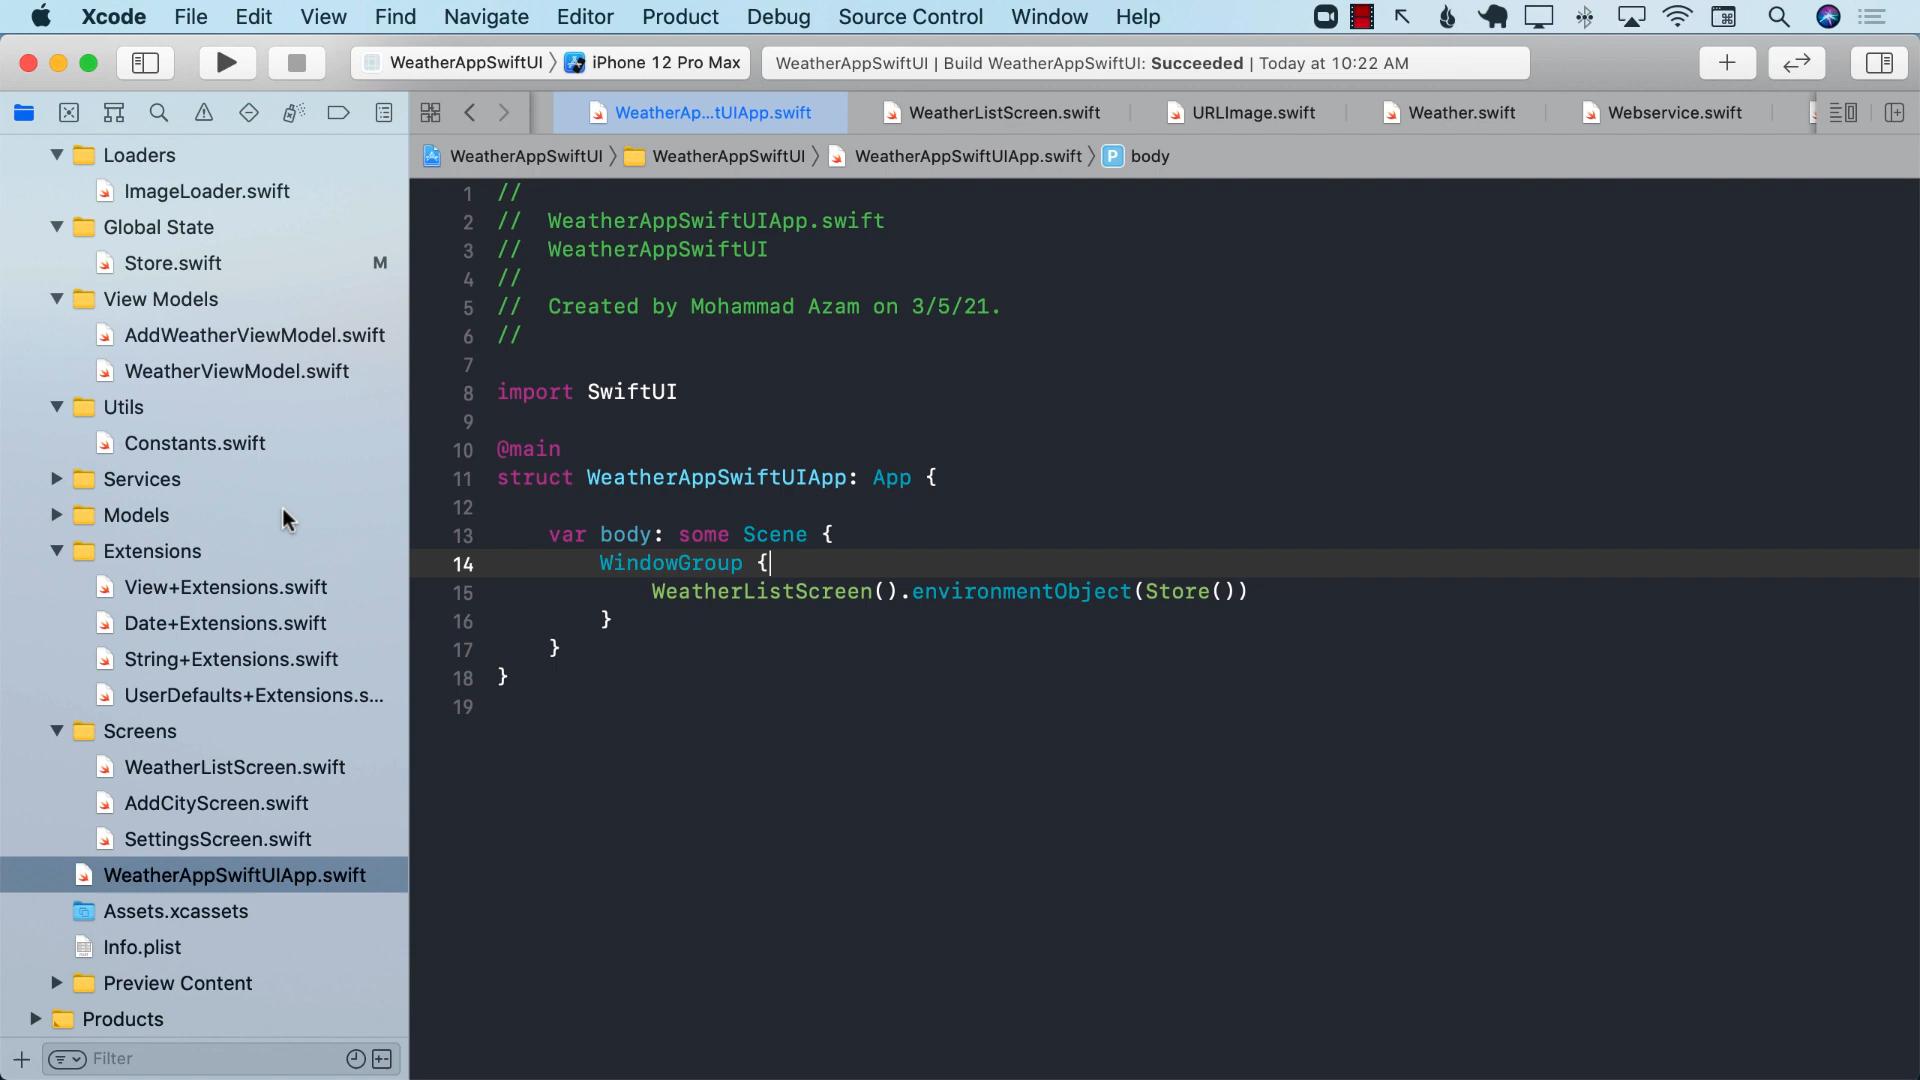 Xcode File Edit View Find Navigate Editor Product Debug Source Control Window Help
WeatherAppSwiftUI 〉 iPhone 12 Pro Max
WeatherAppSwiftUI | Build WeatherAppSwiftUI: Succeeded | Today at 10:22 AM
WeatherAp...tUIApp.swift WeatherListScreen.swift URLImage.swift Weather.swift Webservice.swift
WeatherAppSwiftUI 〉 WeatherAppSwiftUI 〉 WeatherAppSwiftUIApp.swift 〉 P body
Loaders
ImageLoader.swift
Global State
Store.swift M
View Models
AddWeatherViewModel.swift
WeatherViewModel.swift
Utils
Constants.swift
Services
Models
Extensions
View+Extensions.swift
Date+Extensions.swift
String+Extensions.swift
UserDefaults+Extensions.s...
Screens
WeatherListScreen.swift
AddCityScreen.swift
SettingsScreen.swift
WeatherAppSwiftUIApp.swift
Assets.xcassets
Info.plist
Preview Content
Products
Filter
1 //
2 // WeatherAppSwiftUIApp.swift
3 // WeatherAppSwiftUI
4 //
5 // Created by Mohammad Azam on 3/5/21.
6 //
7
8 import SwiftUI
9
10 @main
11 struct WeatherAppSwiftUIApp: App {
12
13 var body: some Scene {
14 WindowGroup {
15 WeatherListScreen().environmentObject(Store())
16 }
17 }
18 }
19